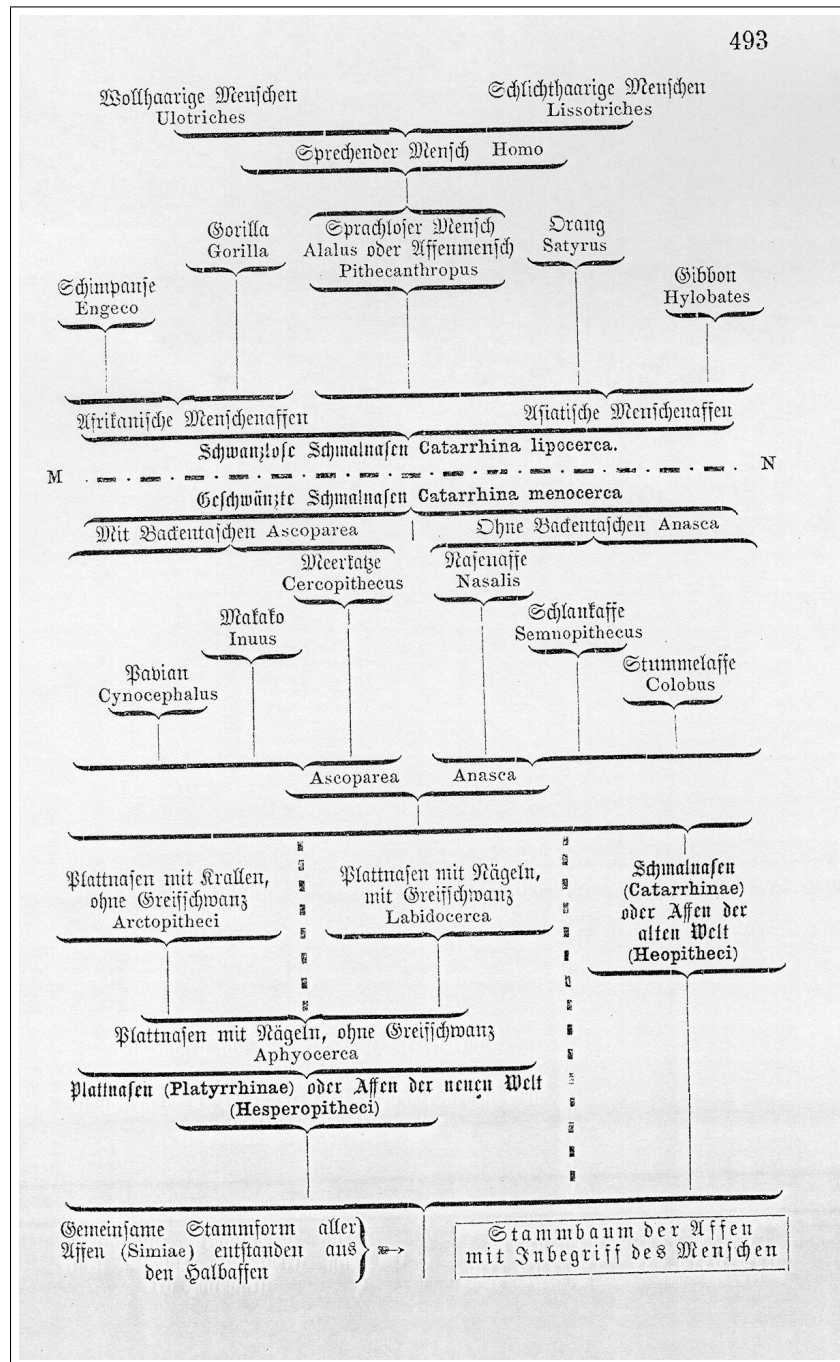 493
Wollhaarige Menschen
Ulotriches
Schlichthaarige Menschen
Lissotriches
Sprechender Mensch Homo
Gorilla
Gorilla
Sprachloser Mensch
Alalus oder Affenmensch
Pithecanthropus
Orang
Satyrus
Schimpanse
Engeco
Gibbon
Hylobates
Afrikanische Menschenaffen
Asiatische Menschenaffen
Schwanzlose Schmalnasen Catarrhina lipocerca.
M
N
Geschwänzte Schmalnasen Catarrhina menocerca
Mit Backentaschen Ascoparea
Ohne Backentaschen Anasca
Meerkatze
Cercopithecus
Nasenaffe
Nasalis
Makako
Inuus
Schlankaffe
Semnopithecus
Pavian
Cynocephalus
Stummelaffe
Colobus
Ascoparea
Anasca
Plattnasen mit Krallen,
ohne Greifschwanz
Arctopitheci
Plattnasen mit Nägeln,
mit Greifschwanz
Labidocerca
Schmalnasen
(Catarrhinae)
oder Affen der
alten Welt
(Heopitheci)
Plattnasen mit Nägeln, ohne Greifschwanz
Aphyocerca
Plattnasen (Platyrrhinae) oder Affen der neuen Welt
(Hesperopitheci)
Gemeinsame Stammform aller
Affen (Simiae) entstanden aus
den Halbaffen
Stammbaum der Affen
mit Inbegriff des Menschen